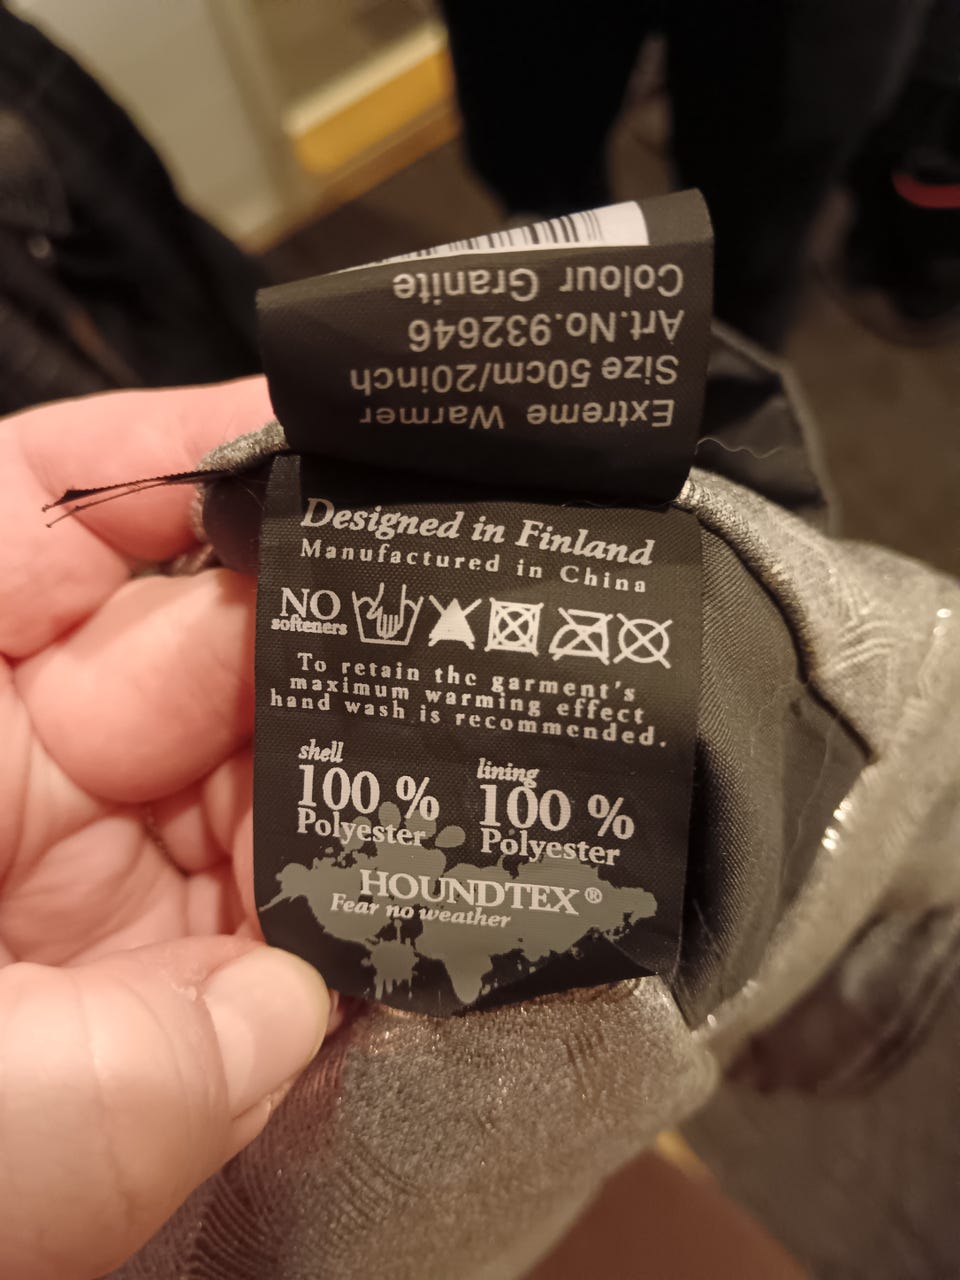 Extreme Warmer
Size 50cm/20inch
Art.No.932646
Colour Granite
Designed in Finland
Manufactured in China
NO
softeners
To retain the garment's
maximum warming effect
hand wash is recommended.
shell
100 %
Polyester
lining
100 %
Polyester
HOUNDTEX®
Fear no weather